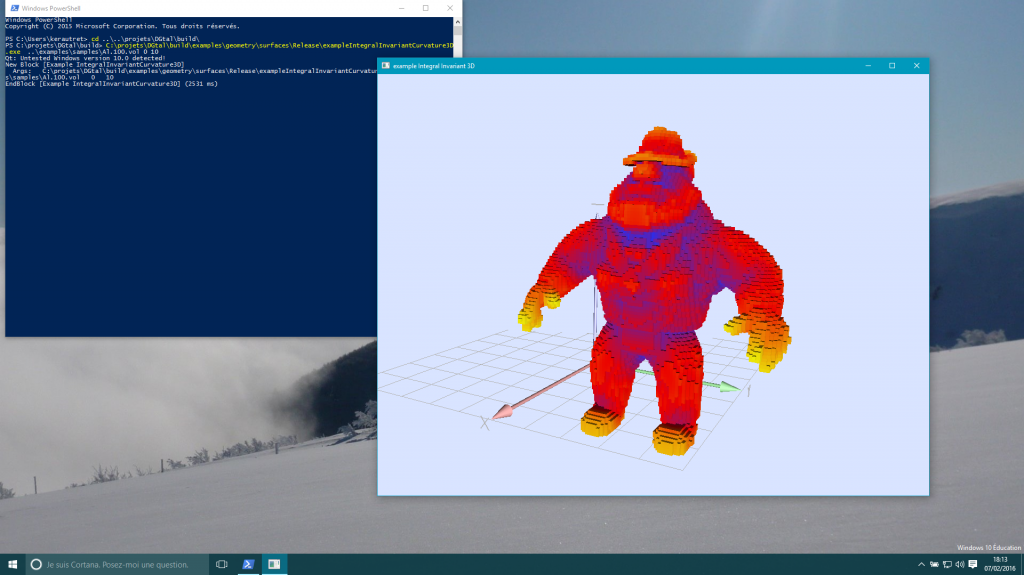 Windows PowerShell
Windows PowerShell
Copyright (C) 2015 Microsoft Corporation. Tous droits réservés.
PS C:\Users\kerautret> cd ..\..\projets\DGtal\build\
PS C:\projets\DGtal\build> C:\projets\DGtal\build\examples\geometry\surfaces\Release\exampleIntegralInvariantCurvature3D
.exe ..\examples\samples\Al.100.vol 0 10
Qt: Untested Windows version 10.0 detected!
New Block [Example IntegralInvariantCurvature3D]
Args: C:\projets\DGtal\build\examples\geometry\surfaces\Release\exampleIntegralInvariantCurvatur
s\samples\Al.100.vol 0 10
EndBlock [Example IntegralInvariantCurvature3D] (2531 ms)
example Integral Invariant 3D
X
Y
Windows 10 Education
Je suis Cortana. Posez-moi une question.
18:13
07/02/2016